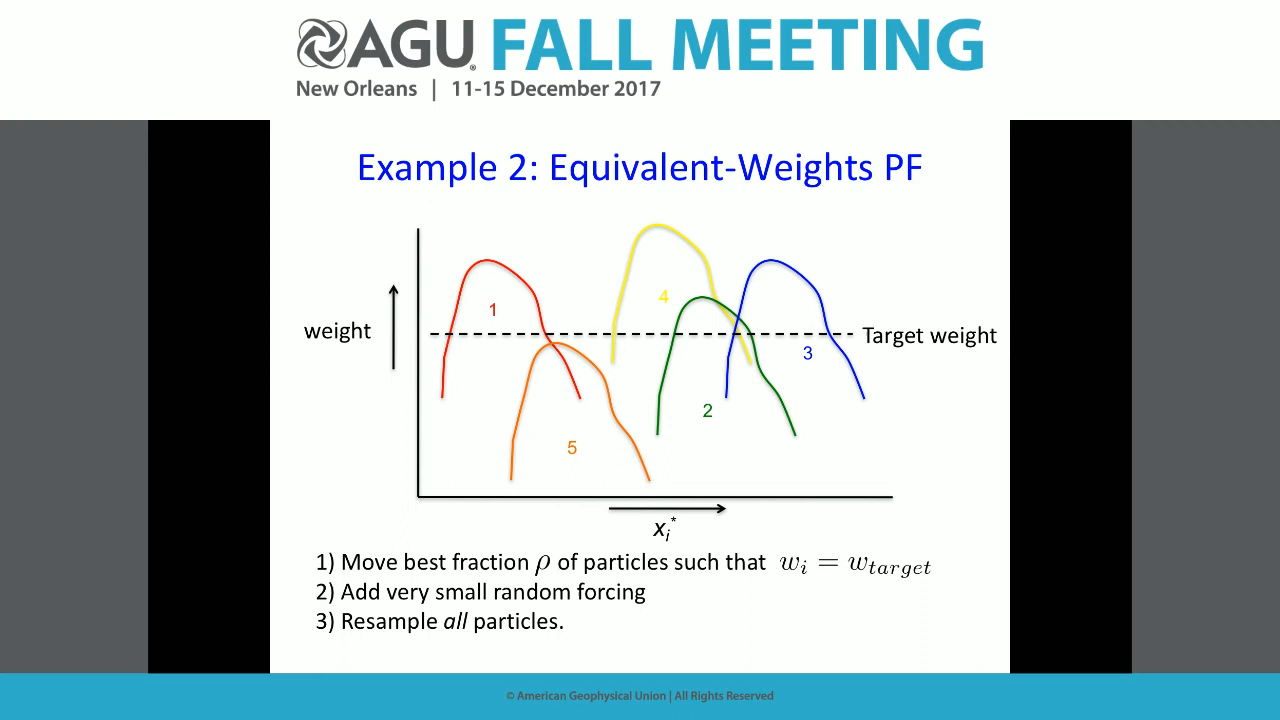 AGU FALL MEETING
New Orleans | 11-15 December 2017
Example 2: Equivalent-Weights PF
weight
1
4
3
2
5
Target weight
xᵢ*
1) Move best fraction ρ of particles such that wᵢ = w_target
2) Add very small random forcing
3) Resample all particles.
© American Geophysical Union | All Rights Reserved